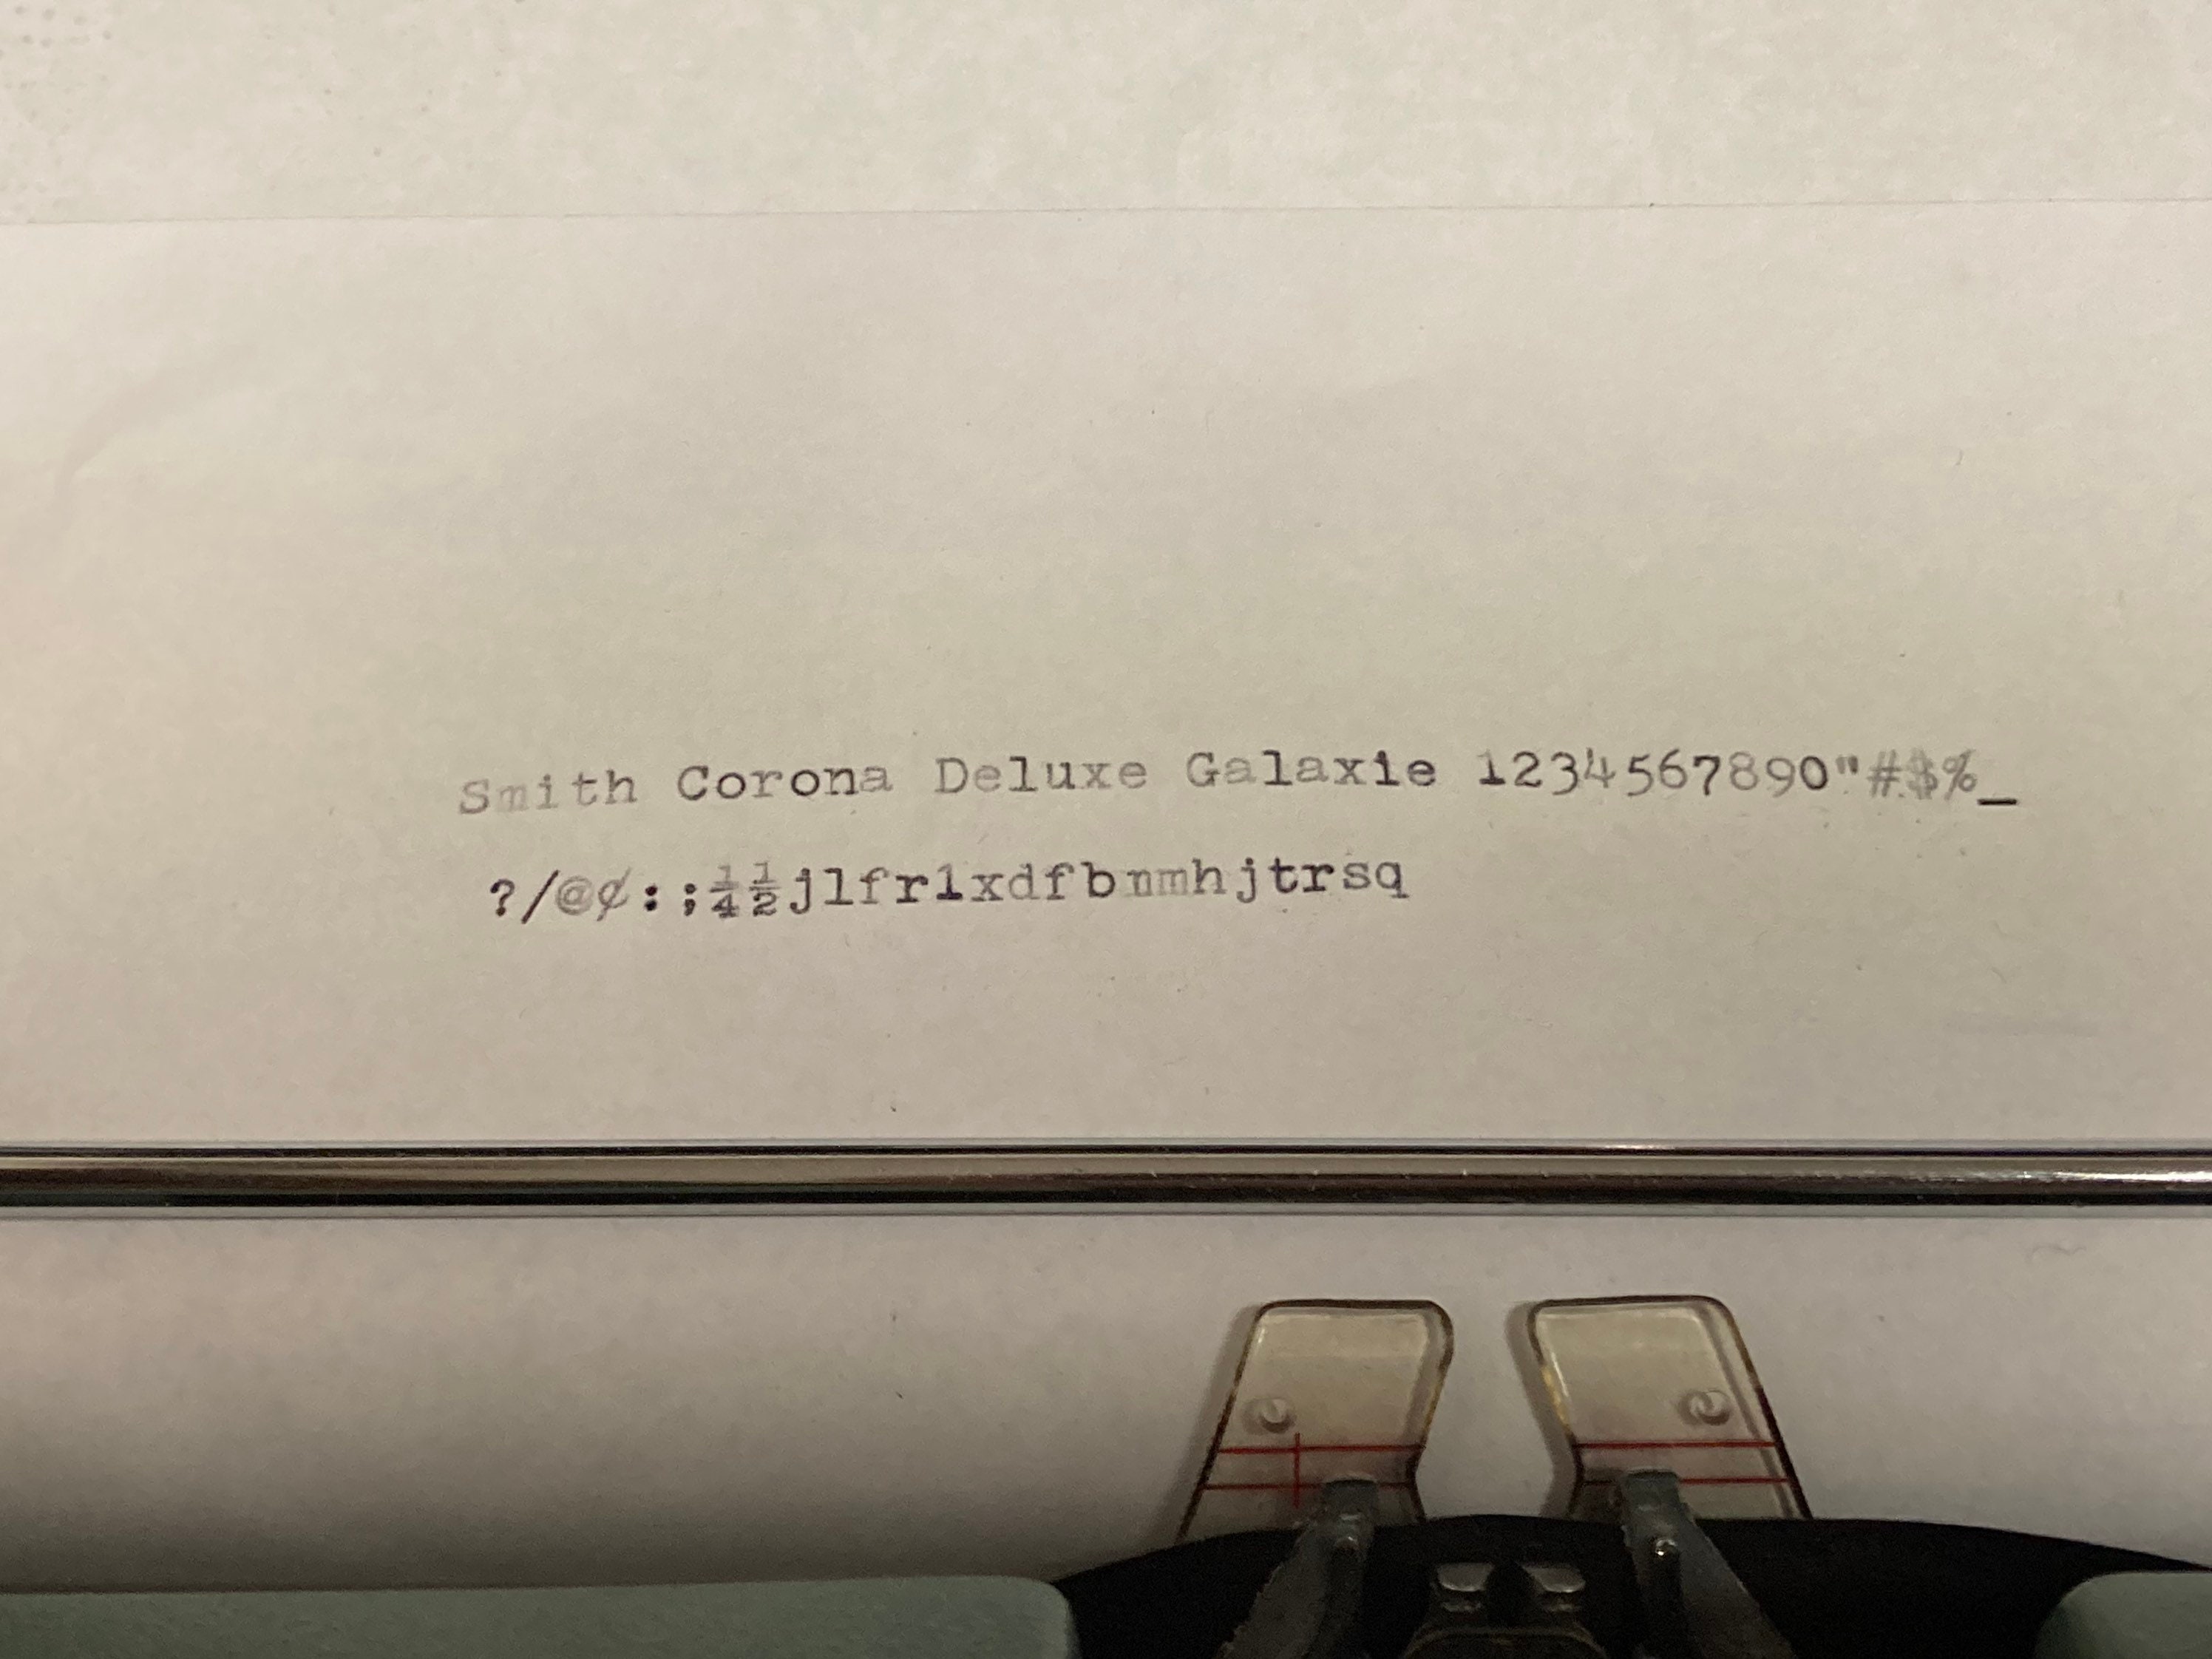 Smith Corona Deluxe Galaxie 1234567890"#$%_
?/@¢:;¼½jlfrlxdfbnmhjtrsq